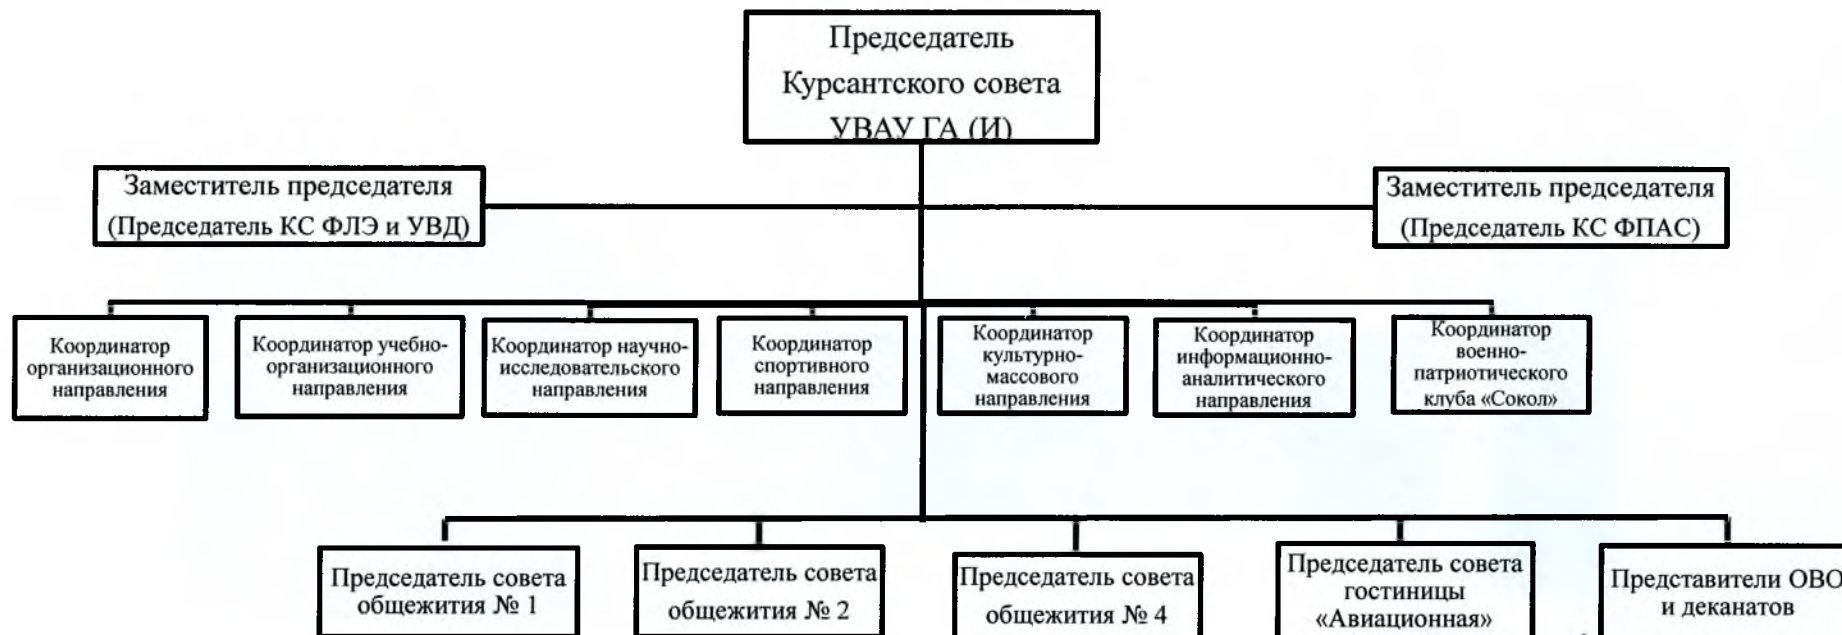 Председатель
Курсантского совета
УВАУ ГА (И)
Заместитель председателя
(Председатель КС ФЛЭ и УВД)
Заместитель председателя
(Председатель КС ФПАС)
Координатор
организационного
направления
Координатор учебно-
организационного
направления
Координатор научно-
исследовательского
направления
Координатор
спортивного
направления
Координатор
культурно-
массового
направления
Координатор
информационно-
аналитического
направления
Координатор
военно-
патриотического
клуба «Сокол»
Председатель совета
общежития № 1
Председатель совета
общежития № 2
Председатель совета
общежития № 4
Председатель совета
гостиницы
«Авиационная»
Представители ОВО
и деканатов